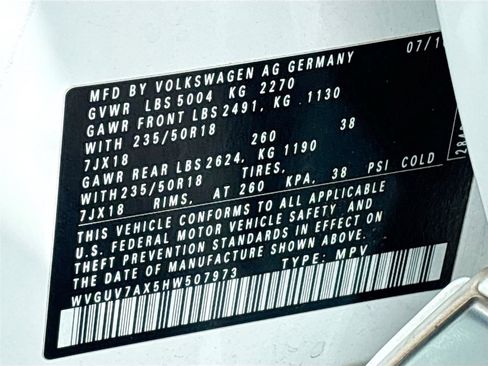 07/1
MFD BY VOLKSWAGEN AG GERMANY
GVWR LBS 5004 KG 2270
GAWR FRONT LBS 2491, KG 1130
WITH 235/50R18
7JX18 260 38
GAWR REAR LBS 2624, KG 1190
WITH 235/50R18 TIRES,
7JX18 RIMS, AT 260 KPA, 38 PSI COLD
THIS VEHICLE CONFORMS TO ALL APPLICABLE
U.S. FEDERAL MOTOR VEHICLE SAFETY AND
THEFT PREVENTION STANDARDS IN EFFECT ON
THE DATE OF MANUFACTURE SHOWN ABOVE.
WVGUV7AX5HW507973 TYPE: MPV